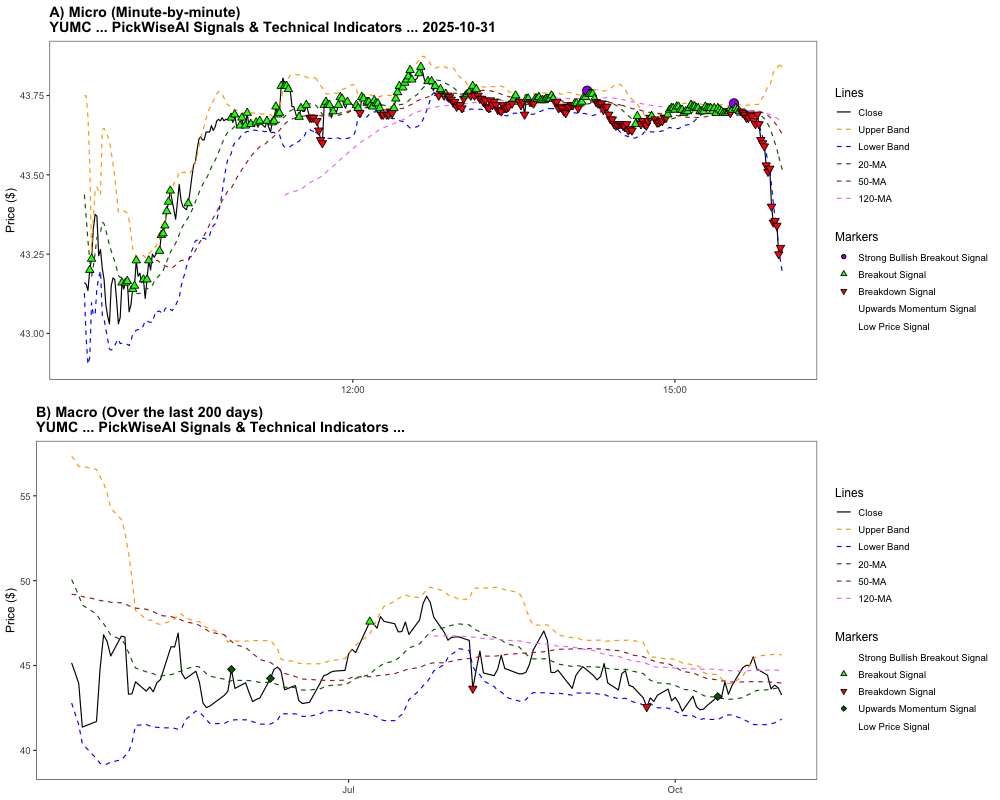 A) Micro (Minute-by-minute)
YUMC ... PickWiseAI Signals & Technical Indicators ... 2025-10-31
Price ($)
43.75
43.50
43.25
43.00
12:00
15:00
Lines
Close
Upper Band
Lower Band
20-MA
50-MA
120-MA
Markers
Strong Bullish Breakout Signal
Breakout Signal
Breakdown Signal
Upwards Momentum Signal
Low Price Signal
B) Macro (Over the last 200 days)
YUMC ... PickWiseAI Signals & Technical Indicators ...
Price ($)
55
50
45
40
Jul
Oct
Lines
Close
Upper Band
Lower Band
20-MA
50-MA
120-MA
Markers
Strong Bullish Breakout Signal
Breakout Signal
Breakdown Signal
Upwards Momentum Signal
Low Price Signal